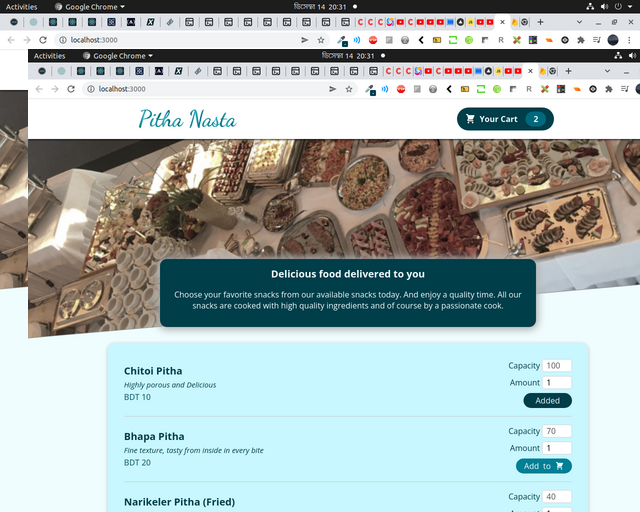 Activities
Google Chrome
ডিসেম্বর 14 20:31
localhost:3000
Activities
Google Chrome
ডিসেম্বর 14 20:31
localhost:3000
Pitha Nasta
Your Cart 2
Delicious food delivered to you
Choose your favorite snacks from our available snacks today. And enjoy a quality time. All our
snacks are cooked with high quality ingredients and of course by a passionate cook.
Chitoi Pitha
Highly porous and Delicious
BDT 10
Capacity 100
Amount 1
Added
Bhapa Pitha
Fine texture, tasty from inside in every bite
BDT 20
Capacity 70
Amount 1
Add to
Narikeler Pitha (Fried)
Capacity 40